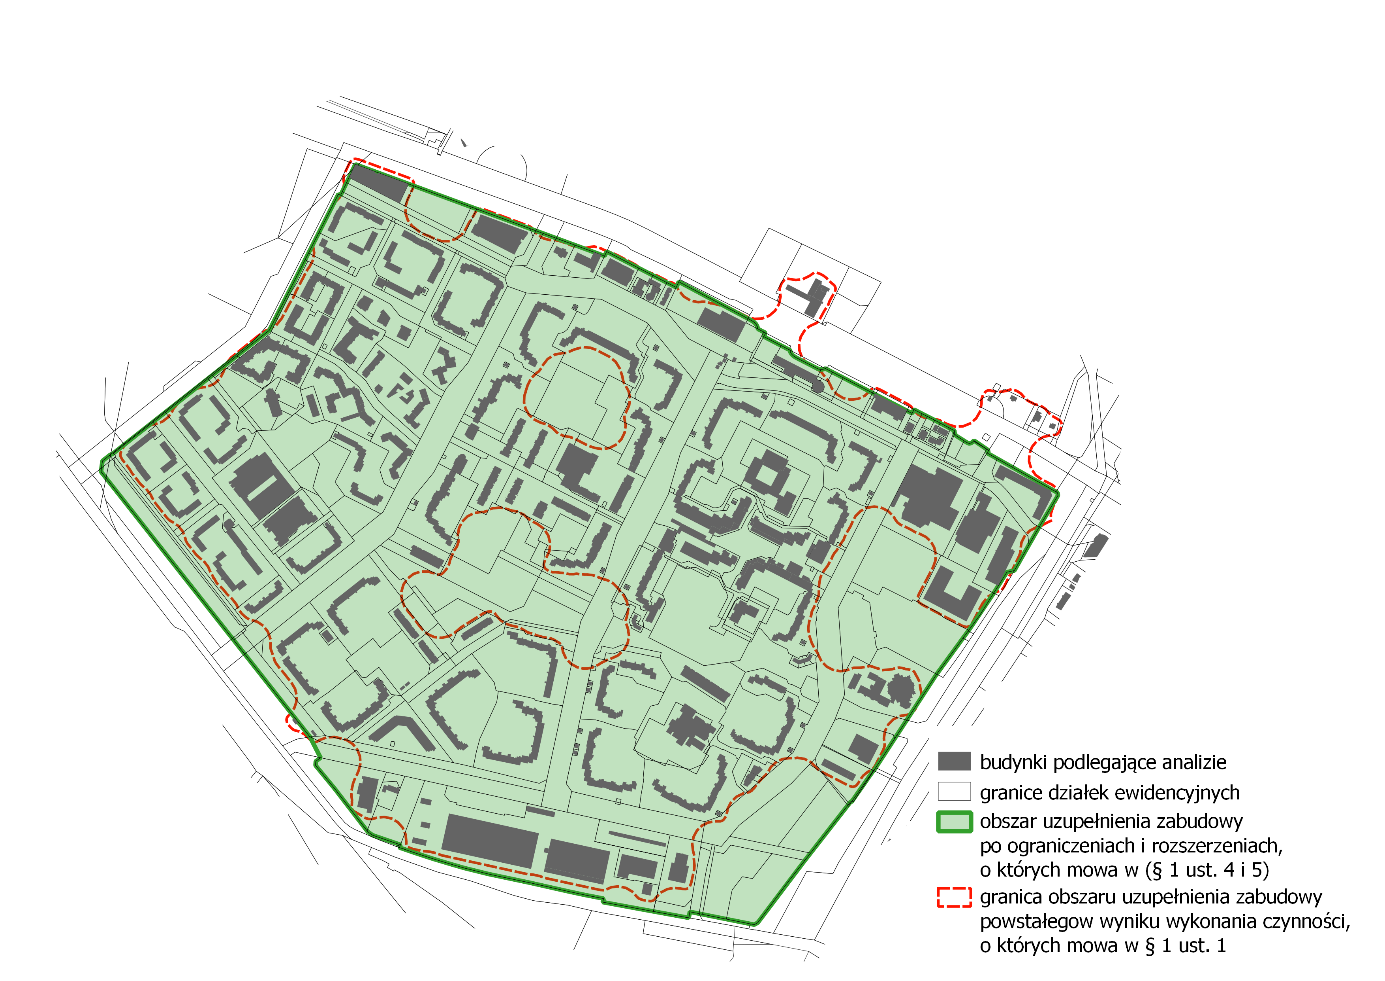 budynki podlegające analizie
granice działek ewidencyjnych
obszar uzupełnienia zabudowy
po ograniczeniach i rozszerzeniach,
o których mowa w (§ 1 ust. 4 i 5)
granica obszaru uzupełnienia zabudowy
powstałegow wyniku wykonania czynności,
o których mowa w § 1 ust. 1